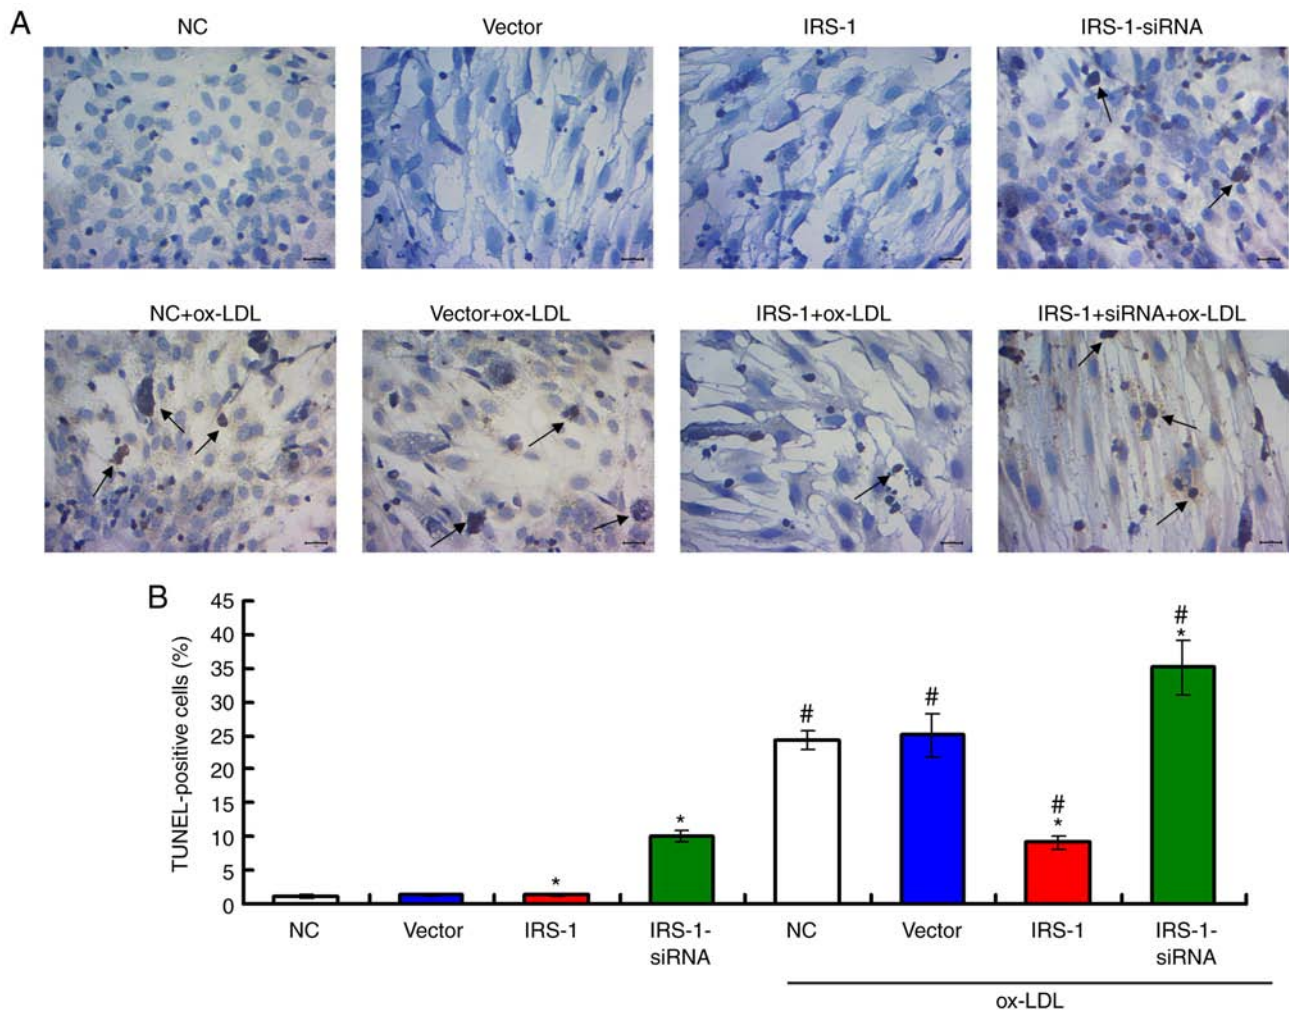 A
NC Vector IRS-1 IRS-1-siRNA
NC+ox-LDL Vector+ox-LDL IRS-1+ox-LDL IRS-1+siRNA+ox-LDL
B
TUNEL-positive cells (%)
45
40
35
30
25
20
15
10
5
0
*
*
#
#
#
*
#
*
NC Vector IRS-1 IRS-1- NC Vector IRS-1 IRS-1-
siRNA siRNA
ox-LDL